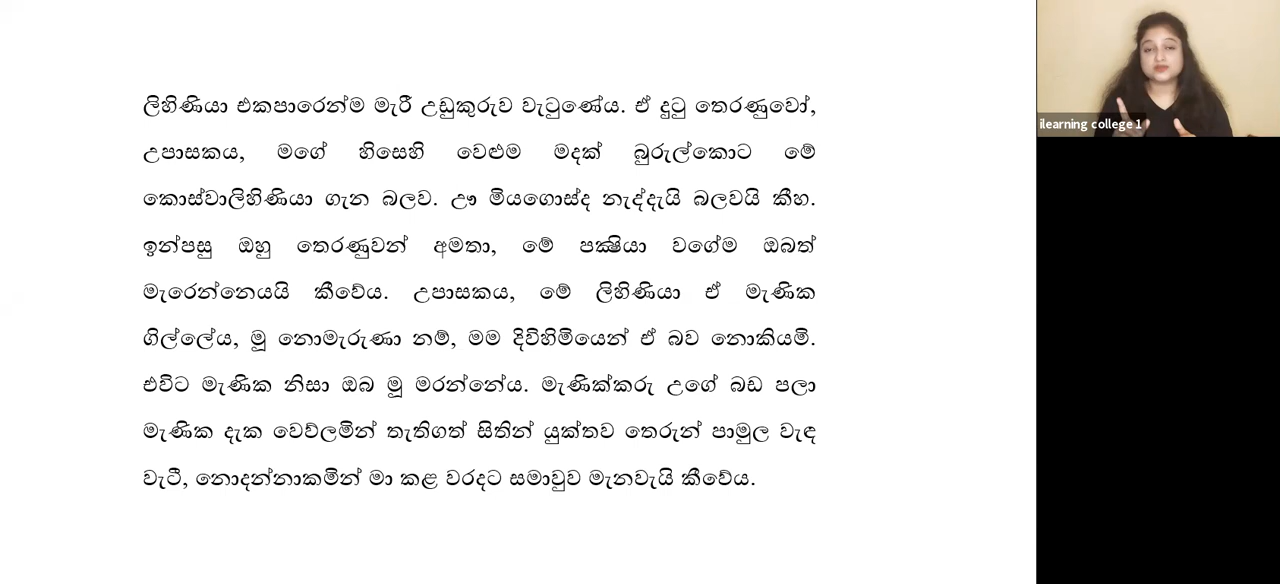 ලිහිණියා එකපාරෙන්ම මැරී උඩුකුරුව වැටුණේය. ඒ දුටු තෙරණුවෝ,
උපාසකය, මගේ හිසෙහි වෙළුම මදක් බුරුල්කොට මේ
කොස්වාලිහිණියා ගැන බලව. ඌ මියගොස්ද නැද්දැයි බලවයි කීහ.
ඉන්පසු ඔහු තෙරණුවන් අමතා, මේ පක්‍ෂියා වගේම ඔබත්
මැරෙන්නෙයයි කීවේය. උපාසකය, මේ ලිහිණියා ඒ මැණික
ගිල්ලේය, මූ නොමැරුණා නම්, මම දිවිහිමියෙන් ඒ බව නොකියමි.
එවිට මැණික නිසා ඔබ මූ මරන්නේය. මැණික්කරු උගේ බඩ පලා
මැණික දැක වෙව්ලමින් තැතිගත් සිතින් යුක්තව තෙරුන් පාමුල වැඳ
වැටී, නොදන්නාකමින් මා කළ වරදට සමාවුව මැනවැයි කීවේය.
ilearning college 1